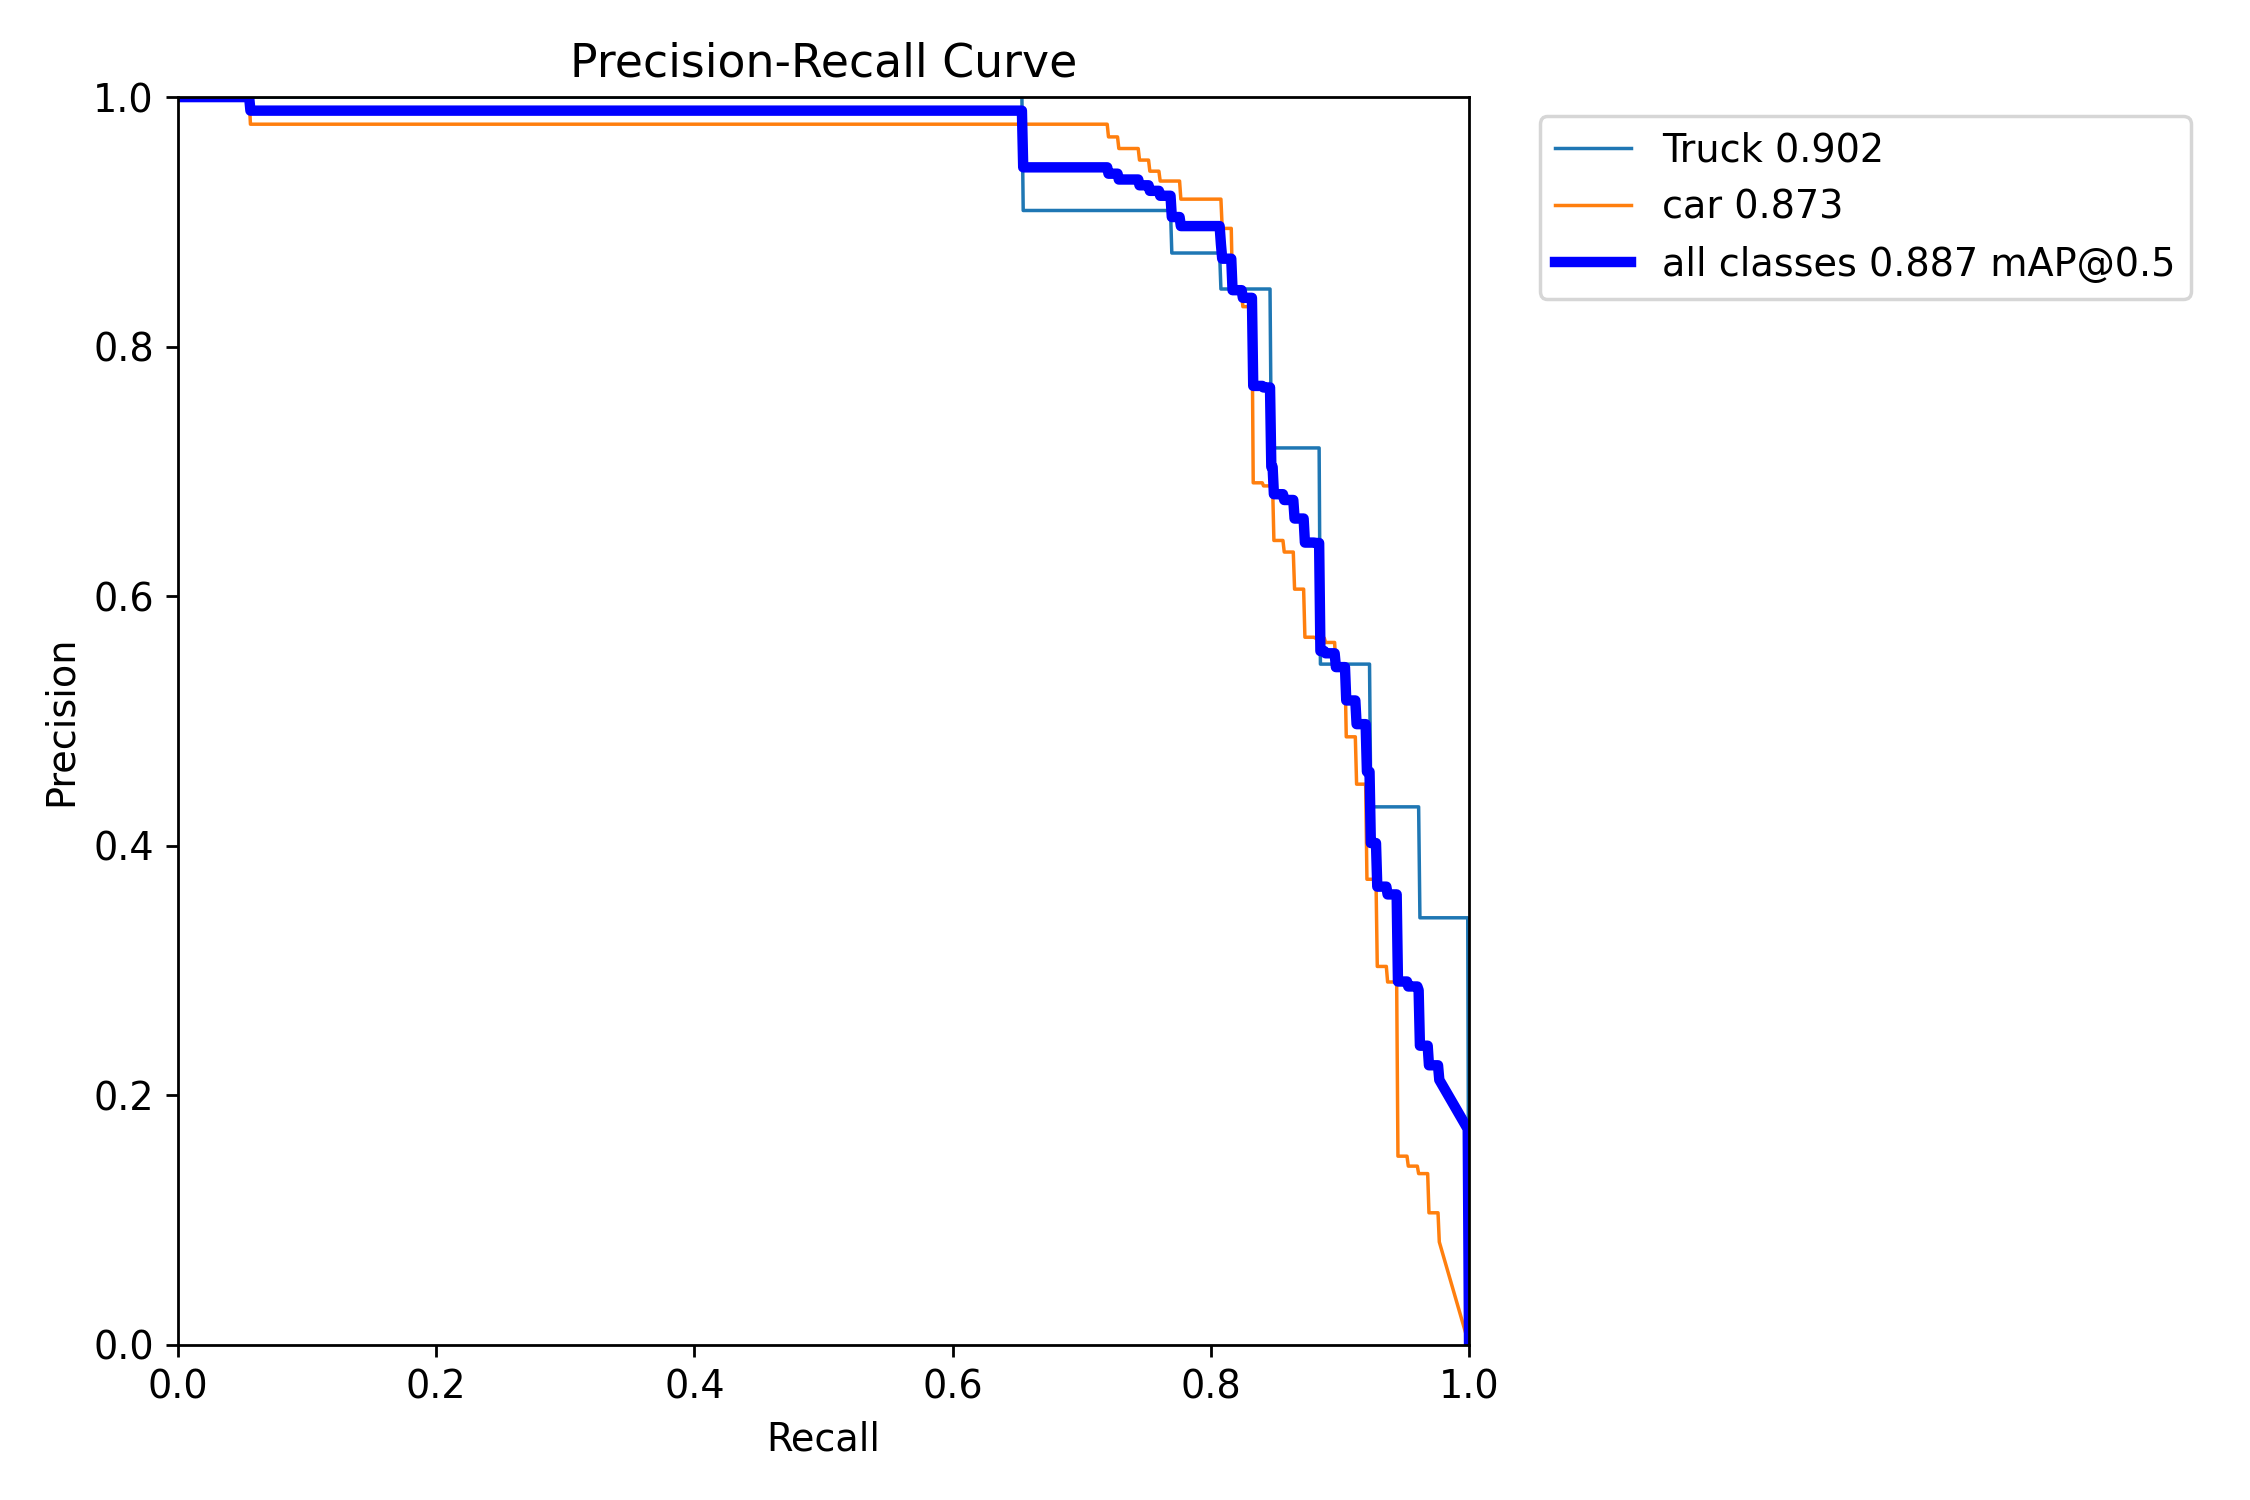 Precision-Recall Curve
1.0
0.8
0.6
0.4
0.2
0.0
Precision
0.0 0.2 0.4 0.6 0.8 1.0
Recall
Truck 0.902
car 0.873
all classes 0.887 mAP@0.5